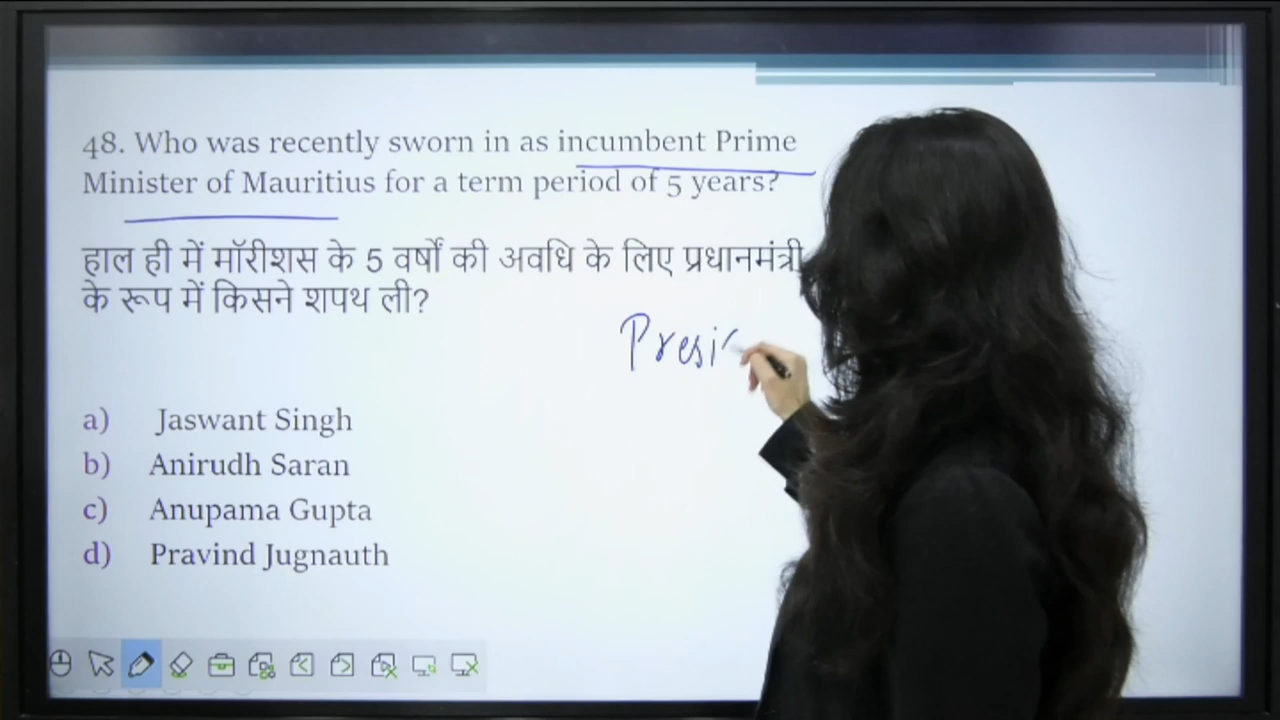 48. Who was recently sworn in as incumbent Prime
Minister of Mauritius for a term period of 5 years?
हाल ही में मॉरीशस के 5 वर्षों की अवधि के लिए प्रधानमंत्री
के रूप में किसने शपथ ली?
Presi
a) Jaswant Singh
b) Anirudh Saran
c) Anupama Gupta
d) Pravind Jugnauth